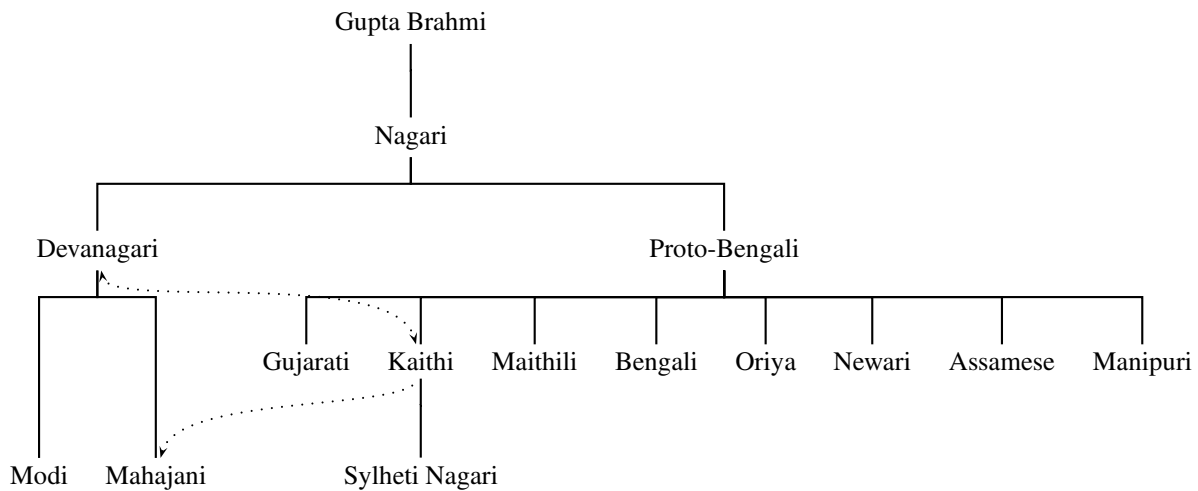 Gupta Brahmi
Nagari
Devanagari Proto-Bengali
Gujarati Kaithi Maithili Bengali Oriya Newari Assamese Manipuri
Modi Mahajani Sylheti Nagari